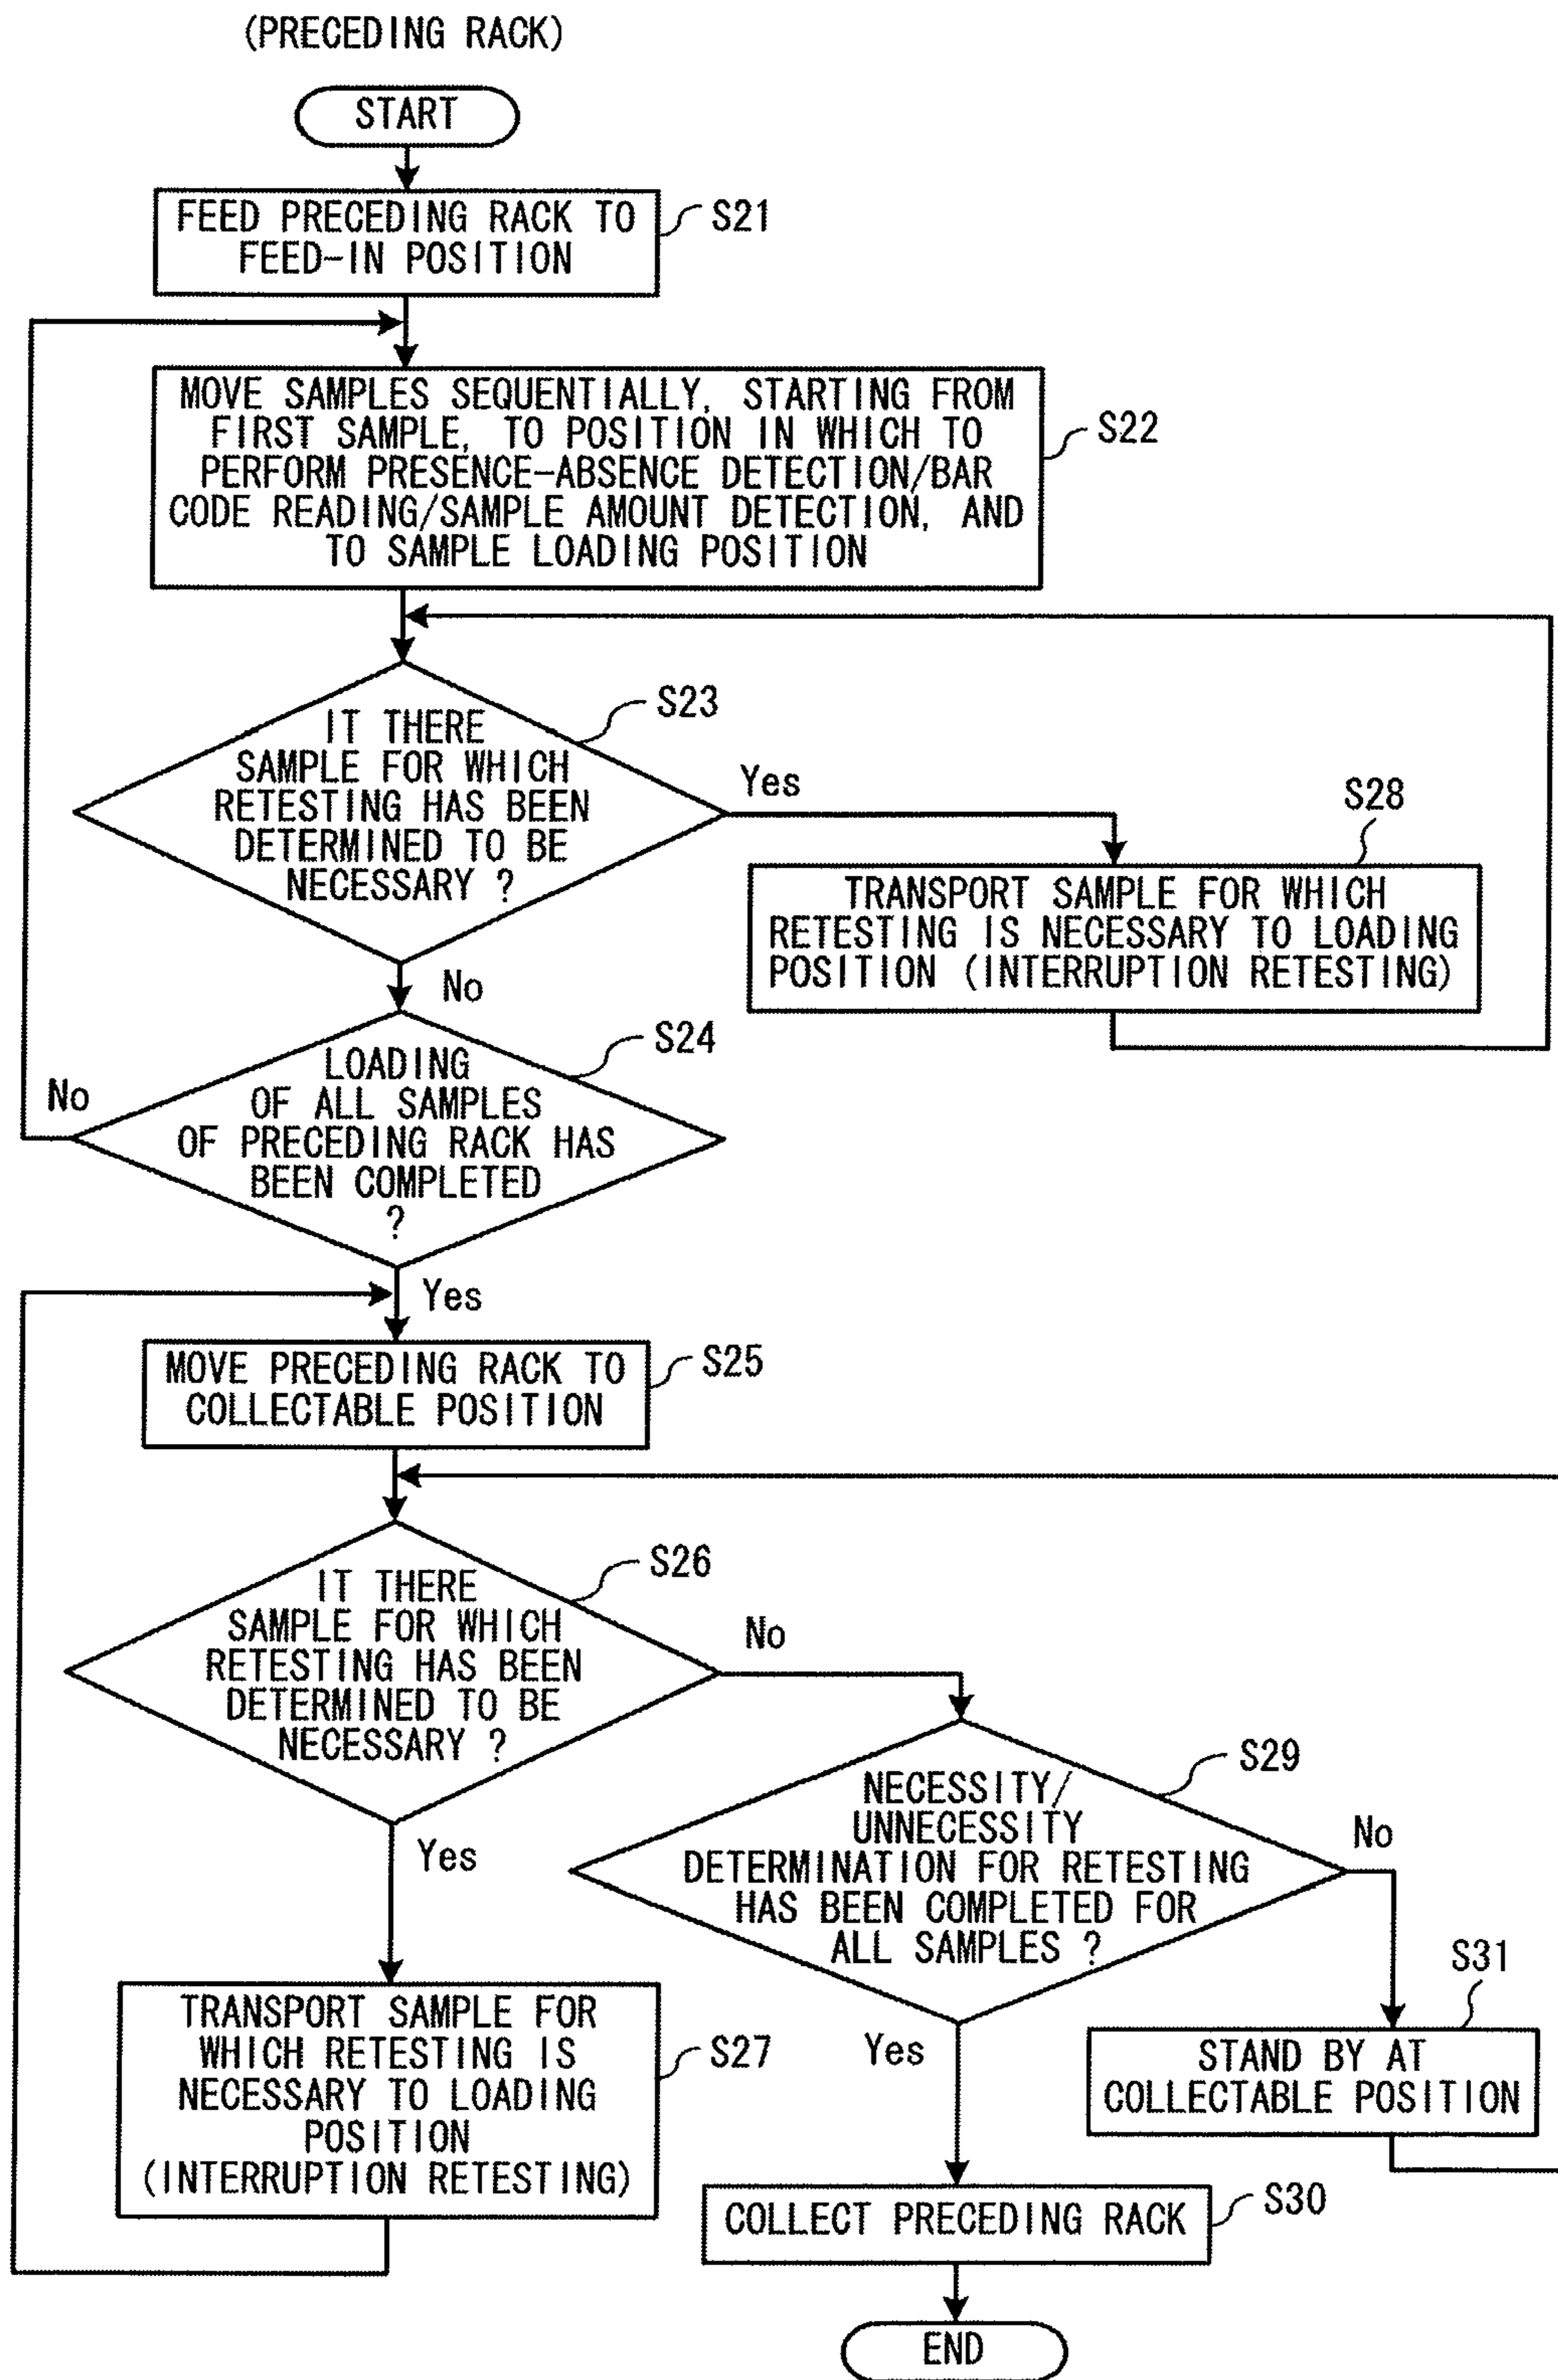 (PRECEDING RACK)
START
FEED PRECEDING RACK TO
FEED-IN POSITION
S21
MOVE SAMPLES SEQUENTIALLY, STARTING FROM
FIRST SAMPLE, TO POSITION IN WHICH TO
PERFORM PRESENCE-ABSENCE DETECTION/BAR
CODE READING/SAMPLE AMOUNT DETECTION, AND
TO SAMPLE LOADING POSITION
S22
IT THERE
SAMPLE FOR WHICH
RETESTING HAS BEEN
DETERMINED TO BE
NECESSARY ?
S23
Yes
No
S28
TRANSPORT SAMPLE FOR WHICH
RETESTING IS NECESSARY TO LOADING
POSITION (INTERRUPTION RETESTING)
LOADING
OF ALL SAMPLES
OF PRECEDING RACK HAS
BEEN COMPLETED
?
S24
No
Yes
MOVE PRECEDING RACK TO
COLLECTABLE POSITION
S25
IT THERE
SAMPLE FOR WHICH
RETESTING HAS BEEN
DETERMINED TO BE
NECESSARY ?
S26
No
Yes
NECESSITY/
UNNECESSITY
DETERMINATION FOR RETESTING
HAS BEEN COMPLETED FOR
ALL SAMPLES ?
S29
No
Yes
TRANSPORT SAMPLE FOR
WHICH RETESTING IS
NECESSARY TO LOADING
POSITION
(INTERRUPTION RETESTING)
S27
S31
STAND BY AT
COLLECTABLE POSITION
COLLECT PRECEDING RACK
S30
END